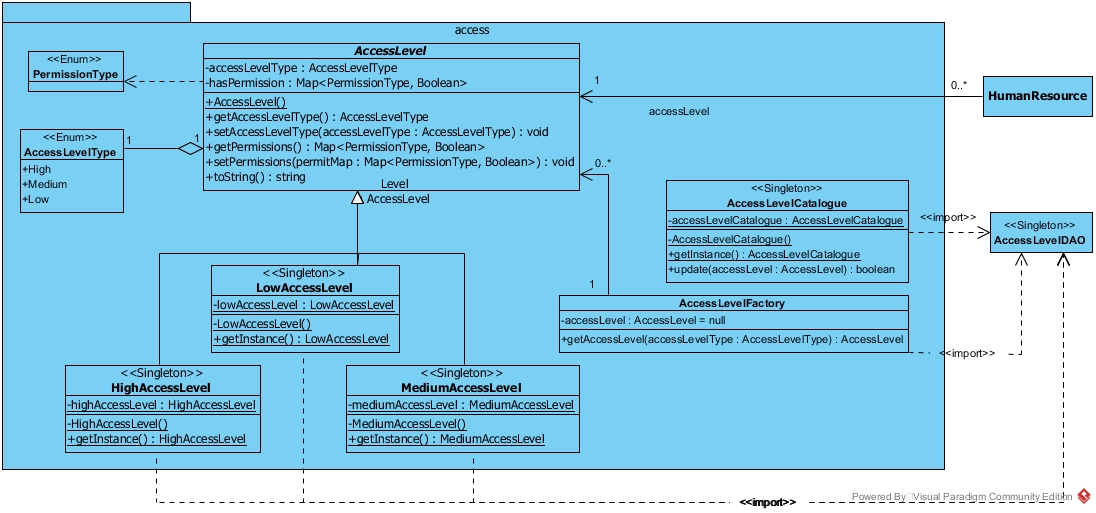 access
<<Enum>>
PermissionType
<<Enum>>
AccessLevelType
+High
+Medium
+Low
1
1
AccessLevel
-accessLevelType : AccessLevelType
-hasPermission : Map<PermissionType, Boolean>
+AccessLevel()
+getAccessLevelType() : AccessLevelType
+setAccessLevelType(accessLevelType : AccessLevelType) : void
+getPermissions() : Map<PermissionType, Boolean>
+setPermissions(permitMap : Map<PermissionType, Boolean>) : void
+toString() : string
Level
AccessLevel
1
0..*
accessLevel
HumanResource
0..*
1
<<Singleton>>
AccessLevelCatalogue
-accessLevelCatalogue : AccessLevelCatalogue
-AccessLevelCatalogue()
+getInstance() : AccessLevelCatalogue
+update(accessLevel : AccessLevel) : boolean
<<import>>
<<Singleton>>
AccessLevelDAO
<<Singleton>>
LowAccessLevel
-lowAccessLevel : LowAccessLevel
-LowAccessLevel()
+getInstance() : LowAccessLevel
AccessLevelFactory
-accessLevel : AccessLevel = null
+getAccessLevel(accessLevelType : AccessLevelType) : AccessLevel
<<import>>
<<Singleton>>
HighAccessLevel
-highAccessLevel : HighAccessLevel
-HighAccessLevel()
+getInstance() : HighAccessLevel
<<Singleton>>
MediumAccessLevel
-mediumAccessLevel : MediumAccessLevel
-MediumAccessLevel()
+getInstance() : MediumAccessLevel
<<import>>
Powered By Visual Paradigm Community Edition